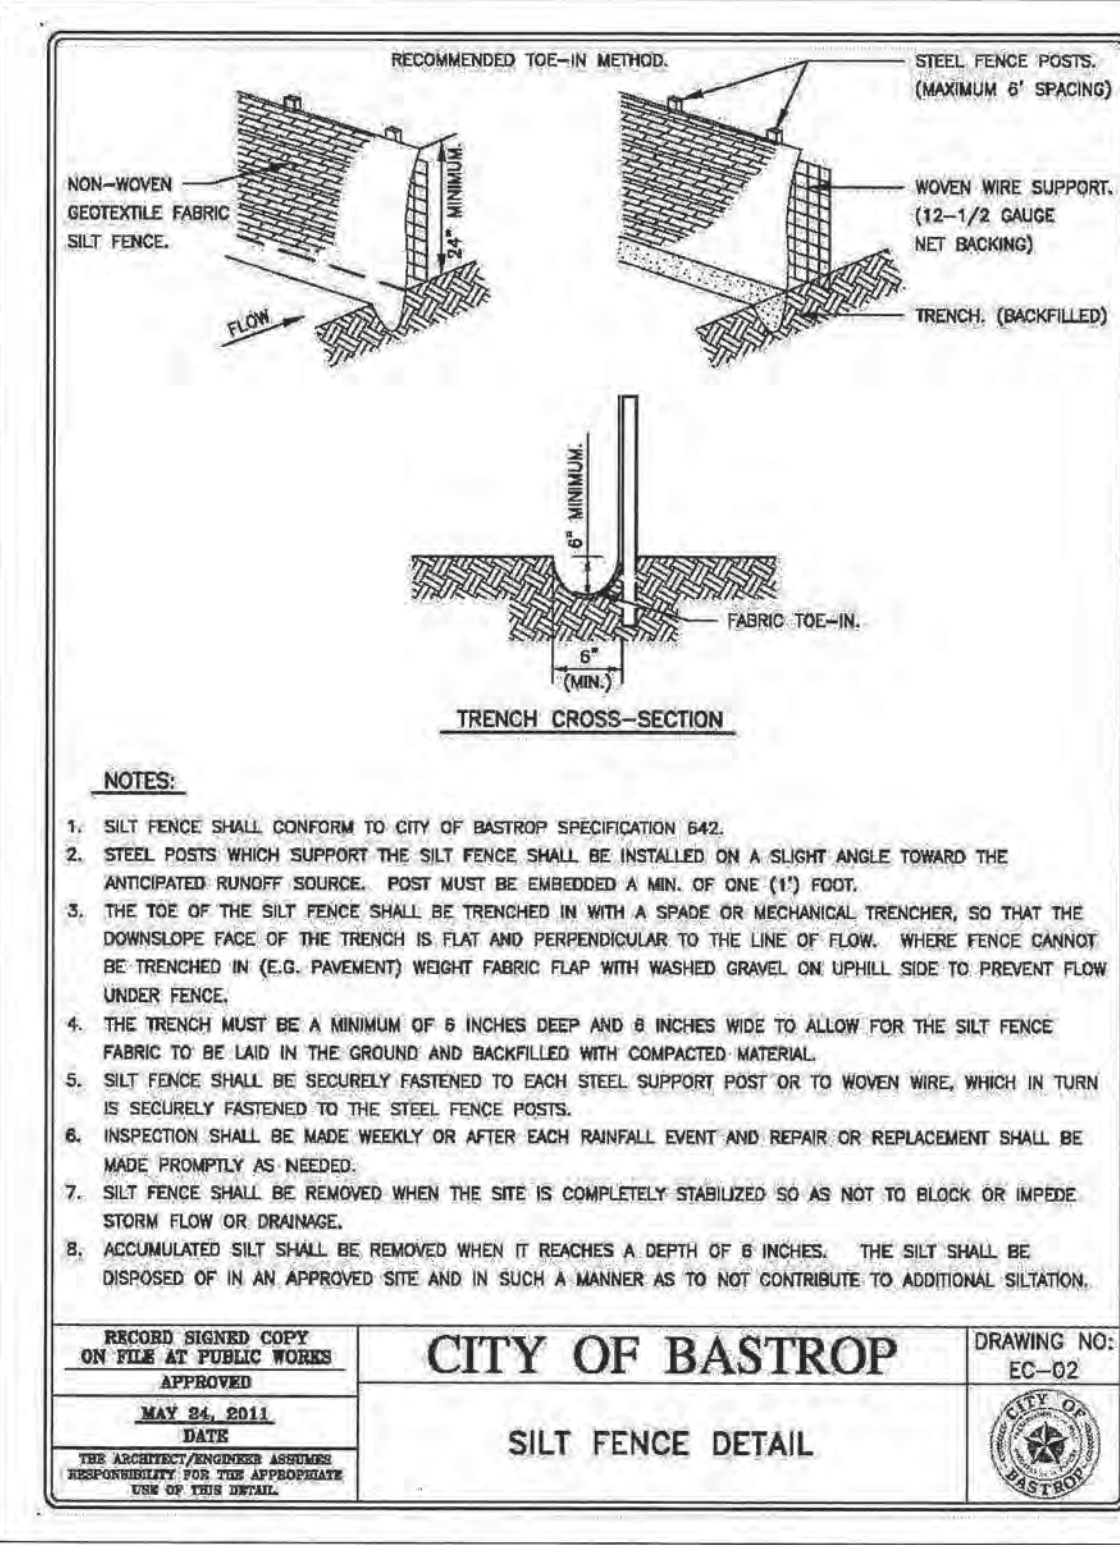 RECOMMENDED TOE-IN METHOD.
STEEL FENCE POSTS.
(MAXIMUM 6' SPACING)
NON-WOVEN
GEOTEXTILE FABRIC
SILT FENCE.
24" MINIMUM.
WOVEN WIRE SUPPORT.
(12-1/2 GAUGE
NET BACKING)
TRENCH. (BACKFILLED)
FLOW
6" MINIMUM.
FABRIC TOE-IN.
6"
(MIN.)
TRENCH CROSS-SECTION
NOTES:
1. SILT FENCE SHALL CONFORM TO CITY OF BASTROP SPECIFICATION 642.
2. STEEL POSTS WHICH SUPPORT THE SILT FENCE SHALL BE INSTALLED ON A SLIGHT ANGLE TOWARD THE
ANTICIPATED RUNOFF SOURCE. POST MUST BE EMBEDDED A MIN. OF ONE (1') FOOT.
3. THE TOE OF THE SILT FENCE SHALL BE TRENCHED IN WITH A SPADE OR MECHANICAL TRENCHER, SO THAT THE
DOWNSLOPE FACE OF THE TRENCH IS FLAT AND PERPENDICULAR TO THE LINE OF FLOW. WHERE FENCE CANNOT
BE TRENCHED IN (E.G. PAVEMENT) WEIGHT FABRIC FLAP WITH WASHED GRAVEL ON UPHILL SIDE TO PREVENT FLOW
UNDER FENCE.
4. THE TRENCH MUST BE A MINIMUM OF 6 INCHES DEEP AND 6 INCHES WIDE TO ALLOW FOR THE SILT FENCE
FABRIC TO BE LAID IN THE GROUND AND BACKFILLED WITH COMPACTED MATERIAL.
5. SILT FENCE SHALL BE SECURELY FASTENED TO EACH STEEL SUPPORT POST OR TO WOVEN WIRE, WHICH IN TURN
IS SECURELY FASTENED TO THE STEEL FENCE POSTS.
6. INSPECTION SHALL BE MADE WEEKLY OR AFTER EACH RAINFALL EVENT AND REPAIR OR REPLACEMENT SHALL BE
MADE PROMPTLY AS NEEDED.
7. SILT FENCE SHALL BE REMOVED WHEN THE SITE IS COMPLETELY STABILIZED SO AS NOT TO BLOCK OR IMPEDE
STORM FLOW OR DRAINAGE.
8. ACCUMULATED SILT SHALL BE REMOVED WHEN IT REACHES A DEPTH OF 6 INCHES. THE SILT SHALL BE
DISPOSED OF IN AN APPROVED SITE AND IN SUCH A MANNER AS TO NOT CONTRIBUTE TO ADDITIONAL SILTATION.
RECORD SIGNED COPY
ON FILE AT PUBLIC WORKS
APPROVED
MAY 24, 2011
DATE
THE ARCHITECT/ENGINEER ASSUMES
RESPONSIBILITY FOR THE APPROPRIATE
USE OF THIS DETAIL.
CITY OF BASTROP
SILT FENCE DETAIL
DRAWING NO:
EC-02
CITY OF
BASTROP